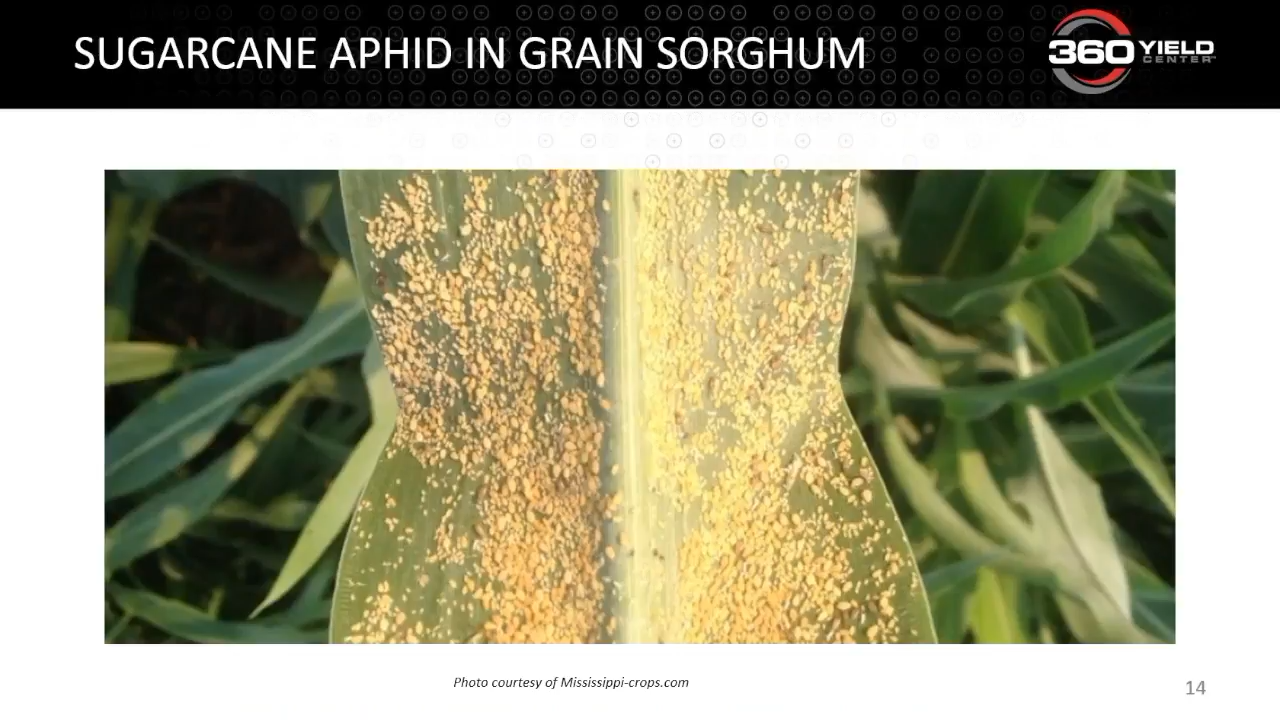 SUGARCANE APHID IN GRAIN SORGHUM
360 YIELD
CENTER
Photo courtesy of Mississippi-crops.com
14